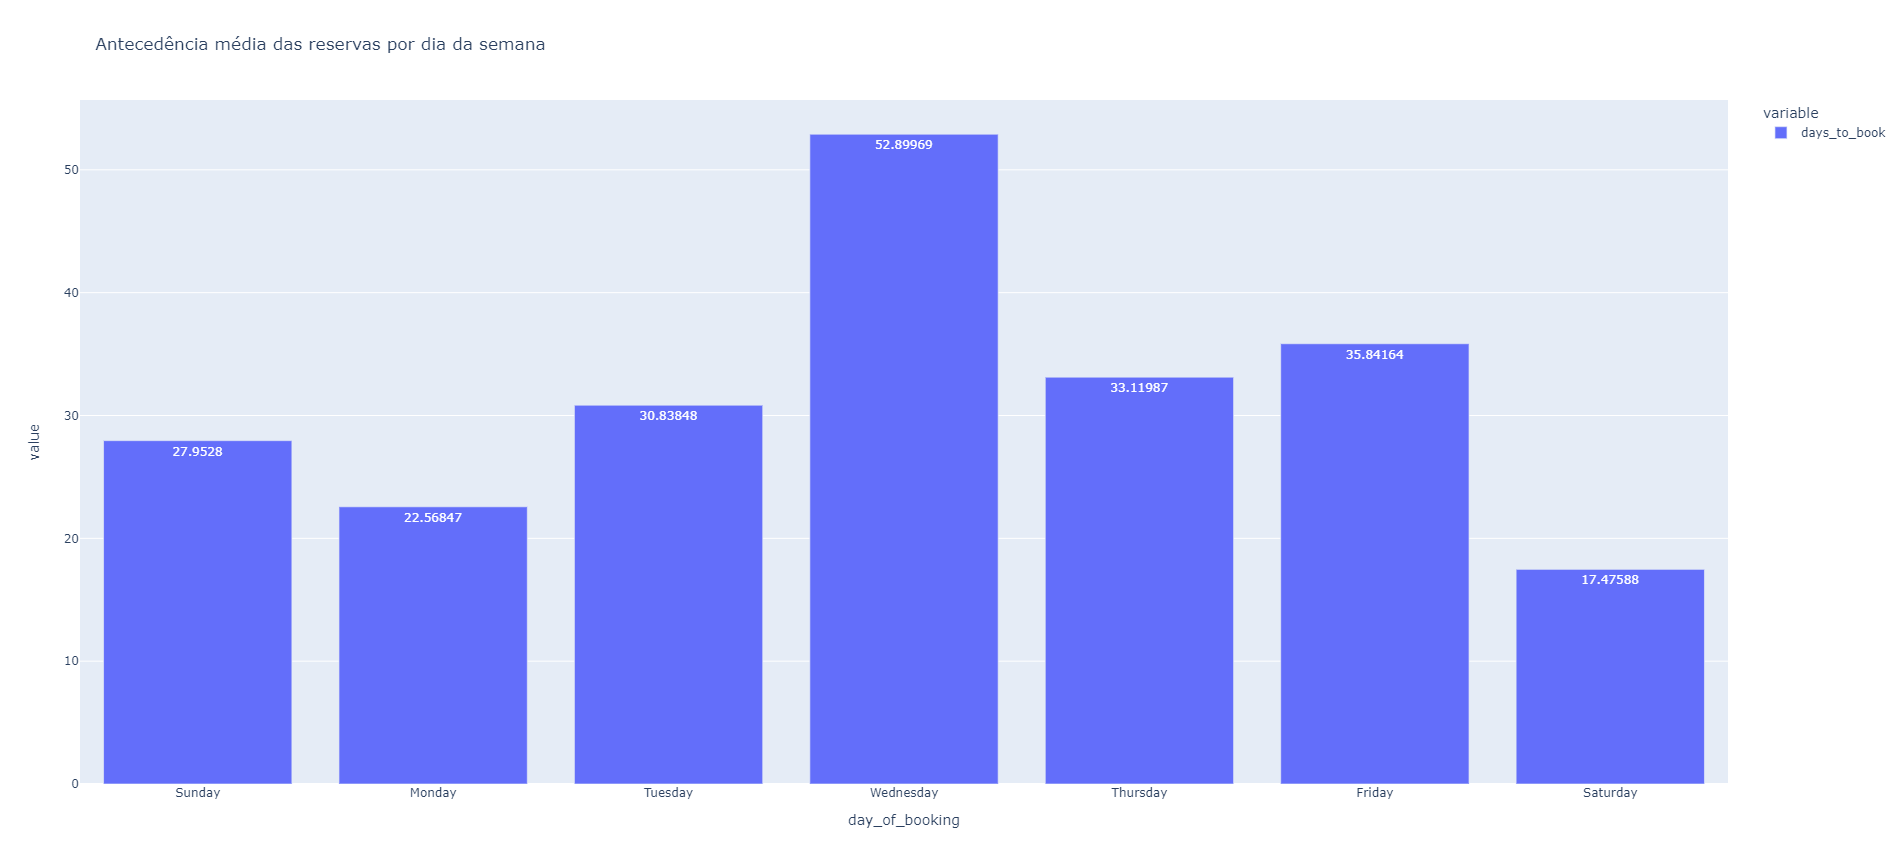 Antecedência média das reservas por dia da semana
variable
days_to_book
value
50
40
30
20
10
0
27.9528
22.56847
30.83848
52.89969
33.11987
35.84164
17.47588
Sunday
Monday
Tuesday
Wednesday
Thursday
Friday
Saturday
day_of_booking